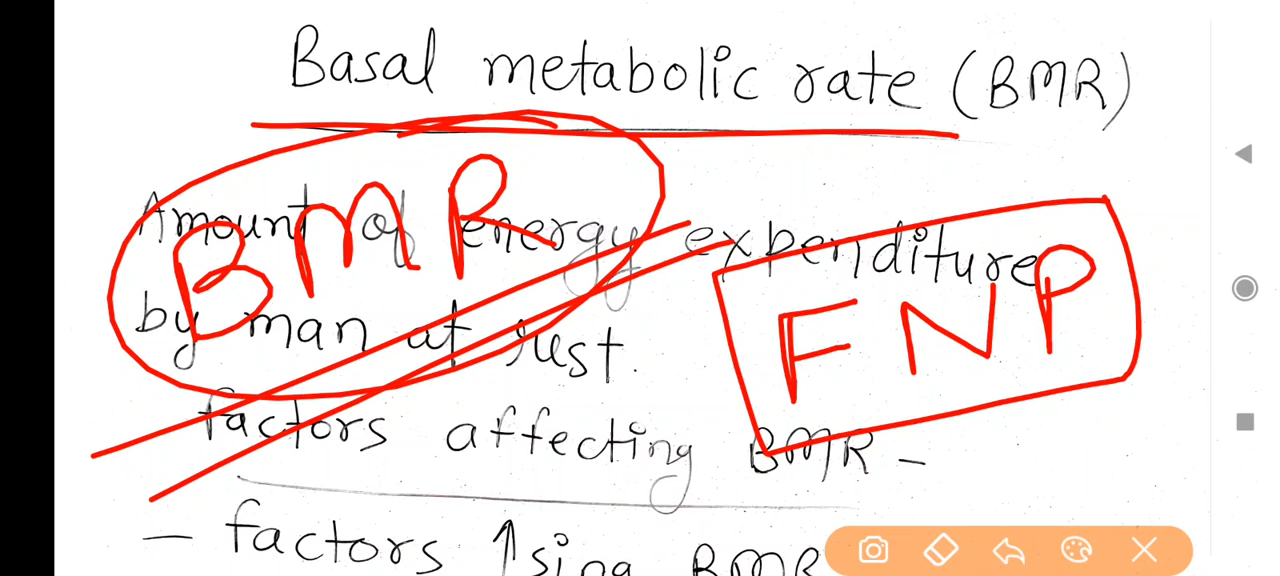 Basal metabolic rate (BMR)
BMR
Amount of energy expenditure
FNP
by man at rest.
factors affecting BMR -
- factors ↑sing BMR